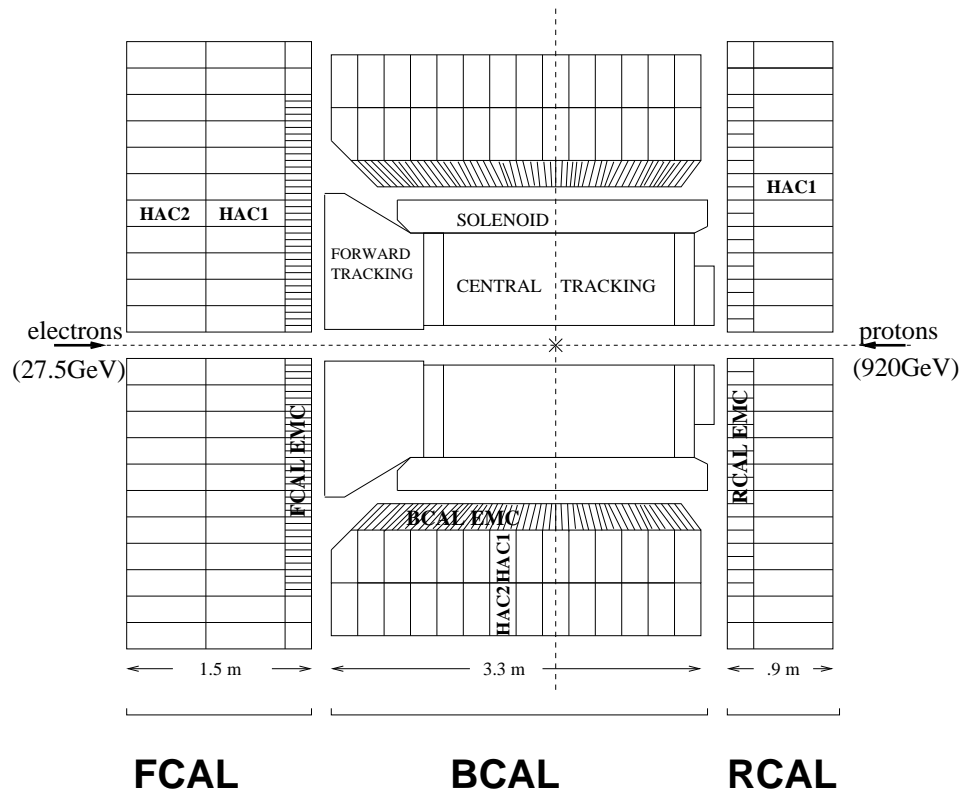 HAC1
HAC2 HAC1
SOLENOID
FORWARD
TRACKING
CENTRAL TRACKING
electrons
(27.5GeV)
protons
(920GeV)
FCAL EMC
RCAL EMC
BCAL EMC
HAC2 HAC1
1.5 m
3.3 m
.9 m
FCAL
BCAL
RCAL